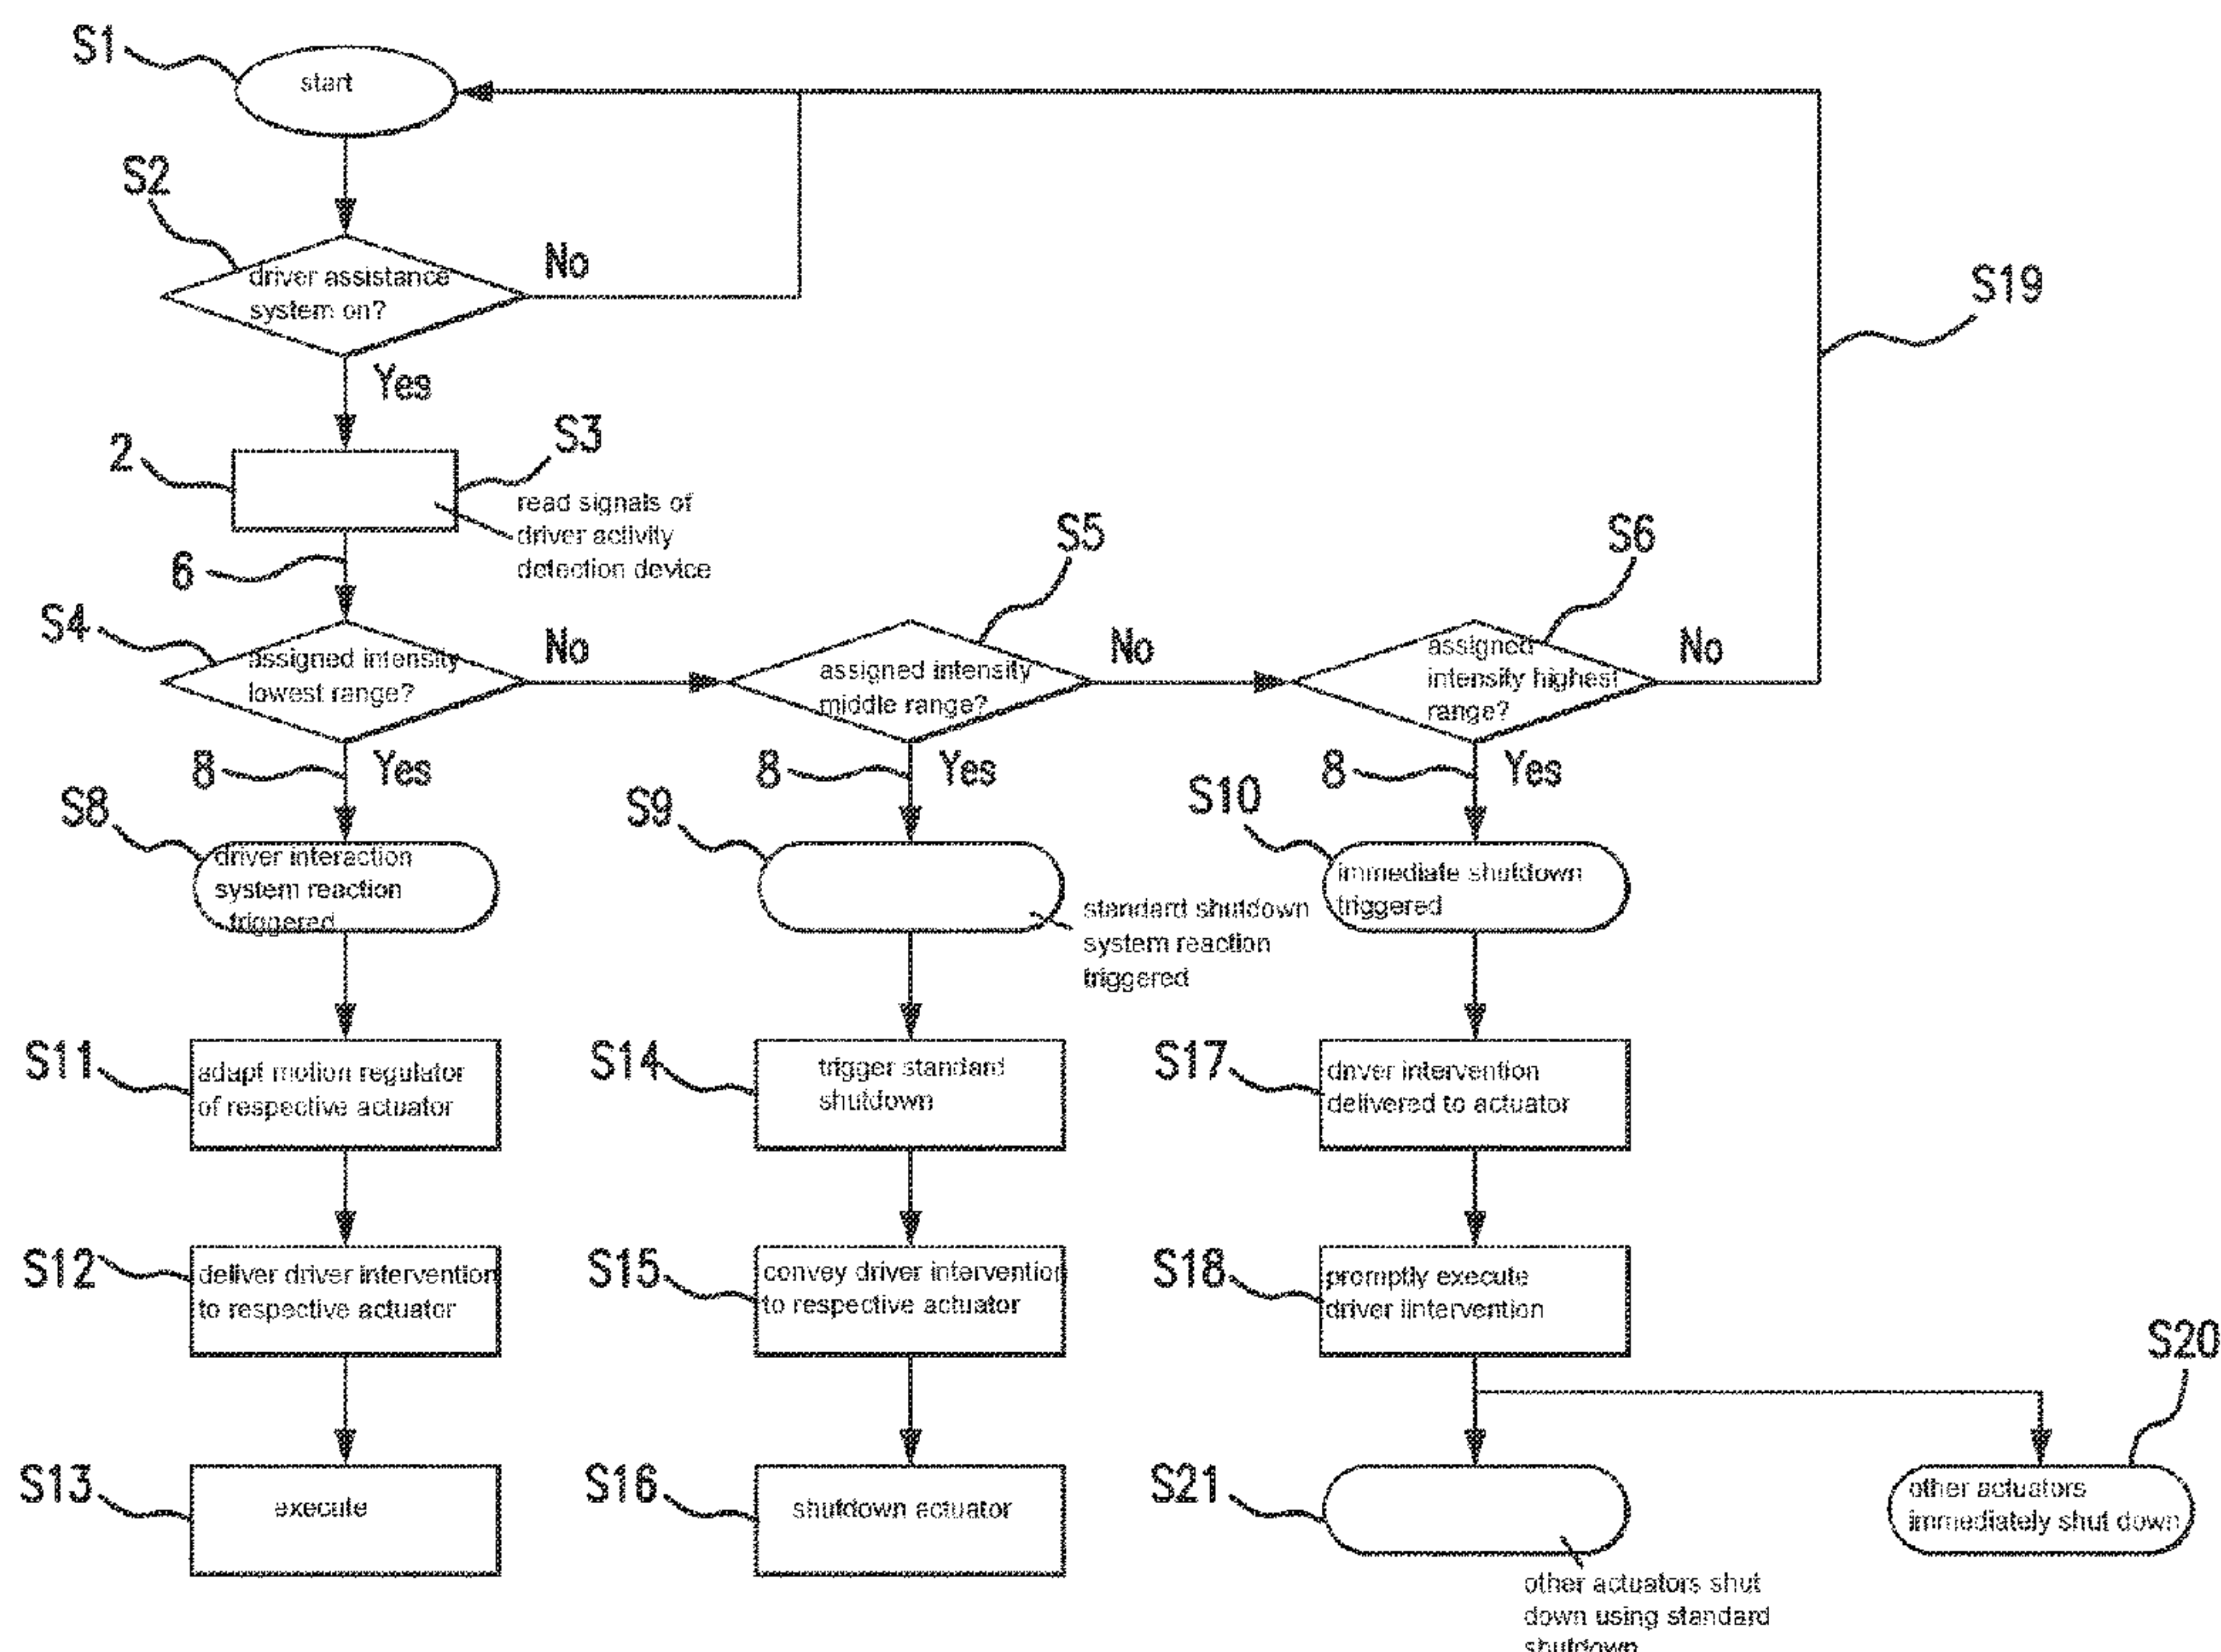 S1
start
S2
driver assistance
system on?
No
Yes
S19
2
S3
read signals of
driver activity
detection device
6
S4
assigned intensity
lowest range?
No
S5
assigned intensity
middle range?
No
S6
assigned
intensity highest
range?
No
8
Yes
8
Yes
8
Yes
S8
driver interaction
system reaction
triggered
S9
standard shutdown
system reaction
triggered
S10
immediate shutdown
triggered
S11
adapt motion regulator
of respective actuator
S14
trigger standard
shutdown
S17
driver intervention
delivered to actuator
S12
deliver driver intervention
to respective actuator
S15
convey driver intervention
to respective actuator
S18
promptly execute
driver iintervention
S13
execute
S16
shutdown actuator
S21
other actuators shut
down using standard
shutdown
S20
other actuators
immediately shut down